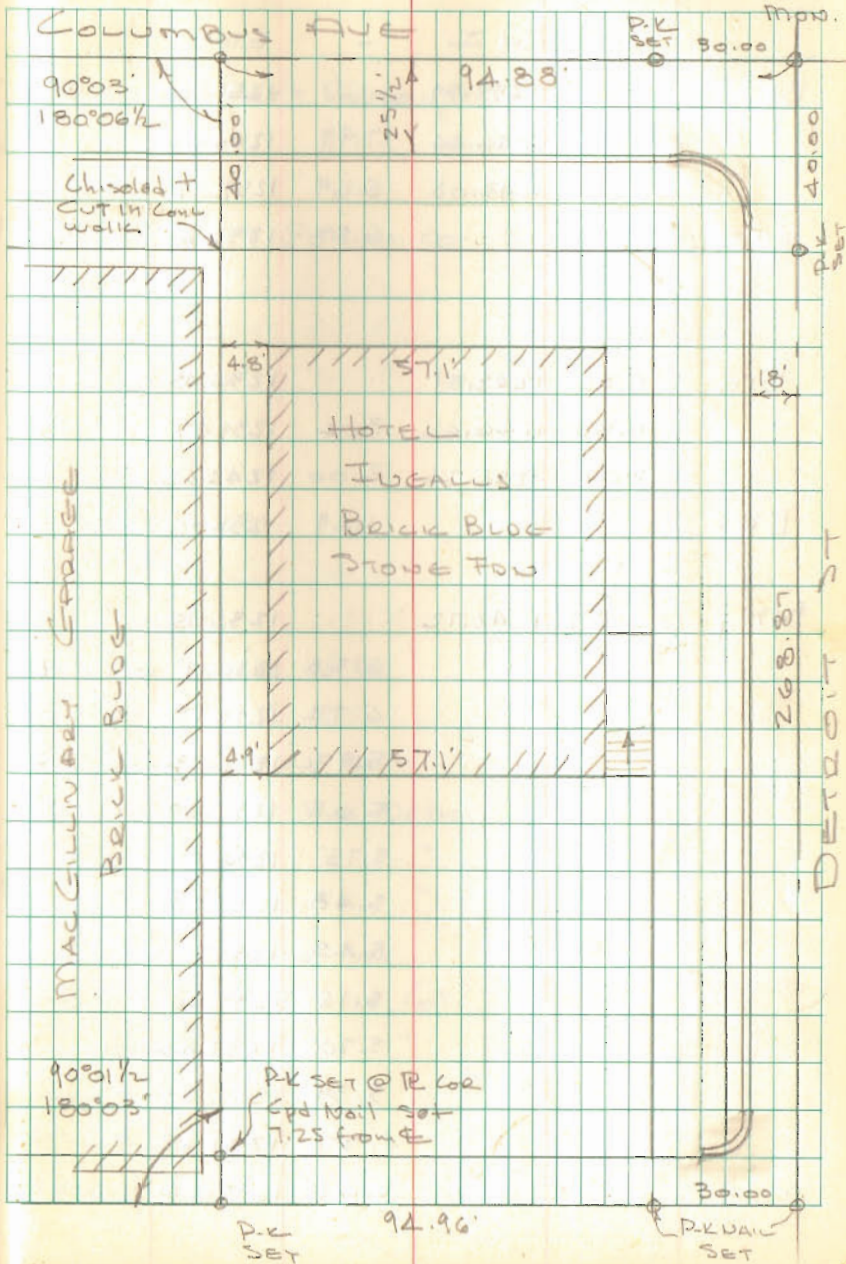 COLUMBUS AVE
MON.
P.K
SET
30.00
94.88'
90°03'
180°06½
40.00'
25½'
40.00
Chiseled +
CUT IN Conc
walk.
P.K
SET
4.8'
57.1'
18'
HOTEL
INGALLS
BRICK BLDG
STONE FDN
MACGILLIVARY GARAGE
BRICK BLDG
268.87
DETROIT ST
4.9'
57.1'
90°01½
180°03'
P-K SET @ PL COR
Nail Set
7.25 from ℄
30.00
P-K
SET
94.96'
P-K NAIL
SET